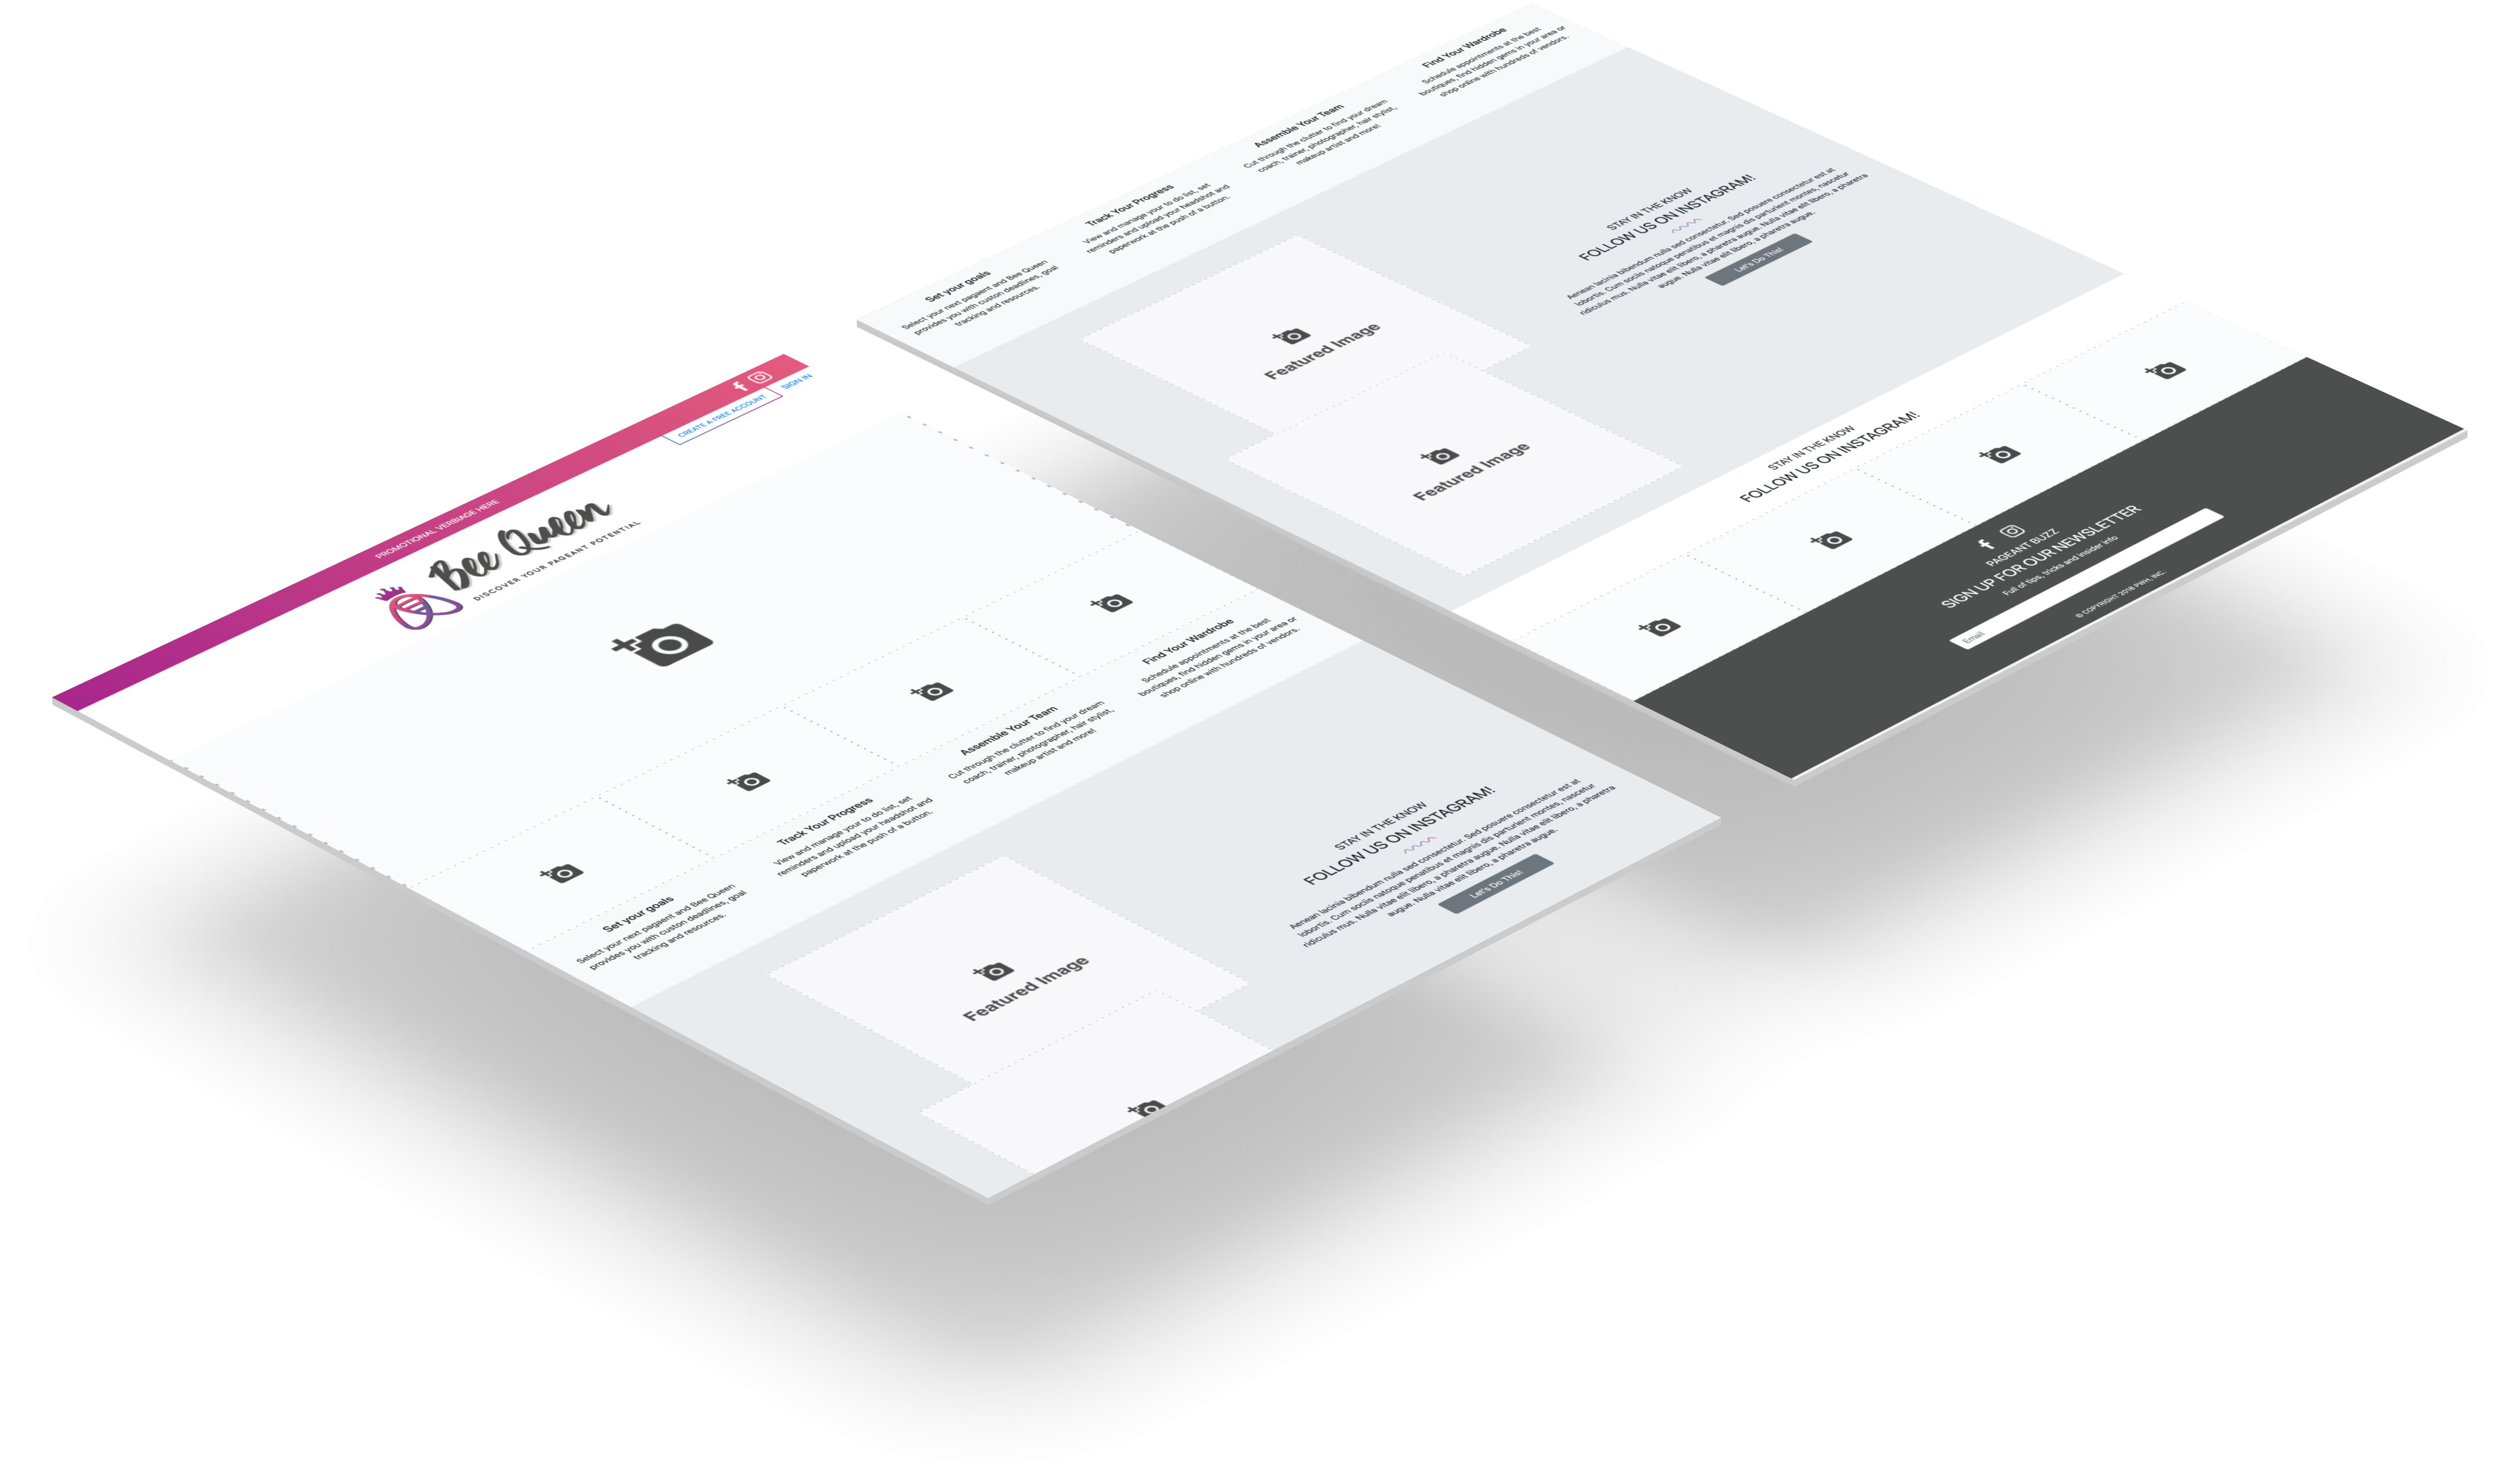 PROMOTIONAL VERBIAGE HERE
CREATE A FREE ACCOUNT
SIGN IN
Bee Queen
DISCOVER YOUR PAGEANT POTENTIAL
Set your goals
Select your next pagaent and Bee Queen
provides you with custon deadlines, goal
tracking and resources.
Track Your Progress
View and manage your to do list, set
reminders and upload your headshot and
paperwork at the push of a button.
Assemble Your Team
Cut through the clutter to find your dream
coach, trainer, photographer, hair stylist,
makeup artist and more!
Find Your Wardrobe
Schedule appointments at the best
boutiques, find hidden gems in your area or
shop online with hundreds of vendors.
Featured Image
STAY IN THE KNOW
FOLLOW US ON INSTAGRAM!
Aenean lacinia bibendum nulla sed consectetur. Sed posuere consectetur est at
lobortis. Cum sociis natoque penatibus et magnis dis parturient montes, nascetur
ridiculus mus. Nulla vitae elit libero, a pharetra augue. Nulla vitae elit libero, a pharetra
augue. Nulla vitae elit libero, a pharetra augue.
Let's Do This!
Set your goals
Select your next pagaent and Bee Queen
provides you with custon deadlines, goal
tracking and resources.
Track Your Progress
View and manage your to do list, set
reminders and upload your headshot and
paperwork at the push of a button.
Assemble Your Team
Cut through the clutter to find your dream
coach, trainer, photographer, hair stylist,
makeup artist and more!
Find Your Wardrobe
Schedule appointments at the best
boutiques, find hidden gems in your area or
shop online with hundreds of vendors.
Featured Image
Featured Image
STAY IN THE KNOW
FOLLOW US ON INSTAGRAM!
Aenean lacinia bibendum nulla sed consectetur. Sed posuere consectetur est at
lobortis. Cum sociis natoque penatibus et magnis dis parturient montes, nascetur
ridiculus mus. Nulla vitae elit libero, a pharetra augue. Nulla vitae elit libero, a pharetra
augue. Nulla vitae elit libero, a pharetra augue.
Let's Do This!
STAY IN THE KNOW
FOLLOW US ON INSTAGRAM!
PAGEANT BUZZ
SIGN UP FOR OUR NEWSLETTER
Full of tips, tricks and insider info
Email
© COPYRIGHT 2018 PWH, INC.